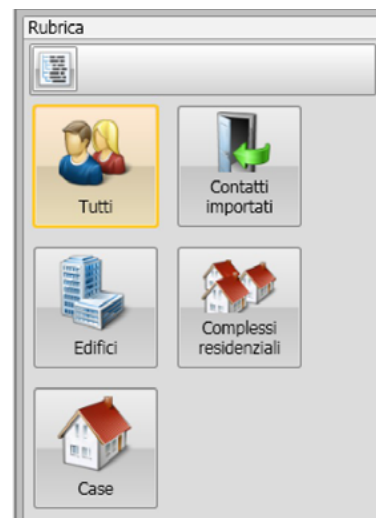 Rubrica
Tutti
Contatti
importati
Edifici
Complessi
residenziali
Case